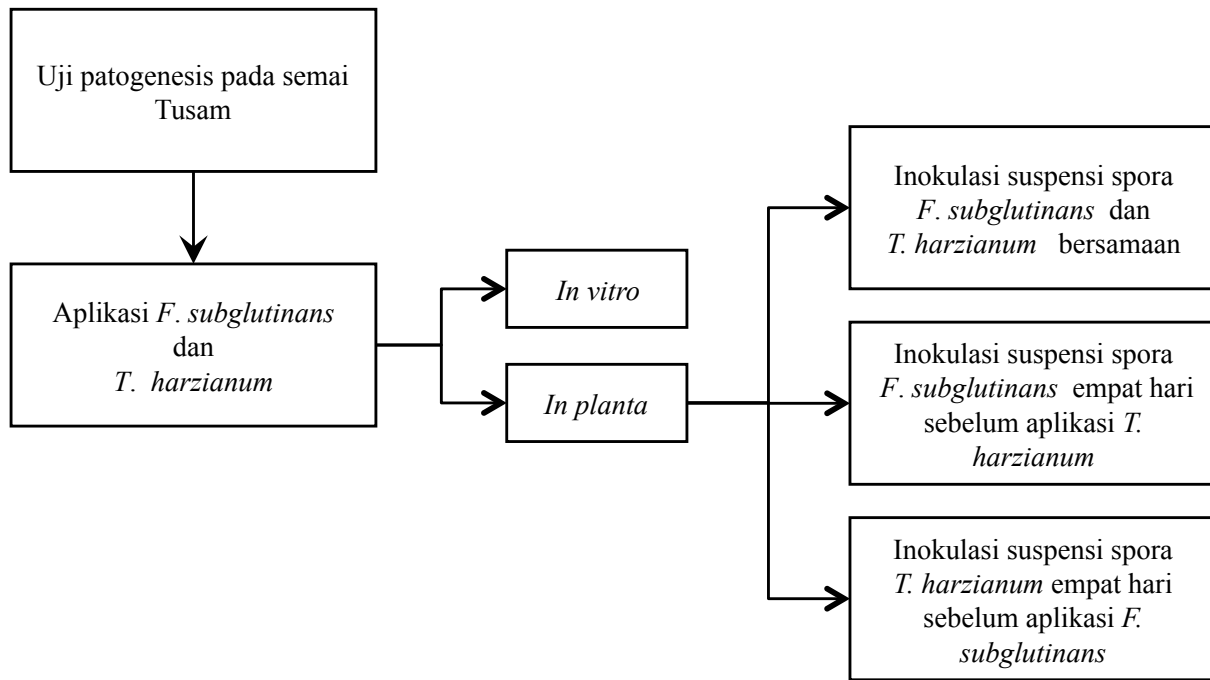 Uji patogenesis pada semai
Tusam
Aplikasi F. subglutinans
dan
T. harzianum
In vitro
In planta
Inokulasi suspensi spora
F. subglutinans dan
T. harzianum bersamaan
Inokulasi suspensi spora
F. subglutinans empat hari
sebelum aplikasi T.
harzianum
Inokulasi suspensi spora
T. harzianum empat hari
sebelum aplikasi F.
subglutinans